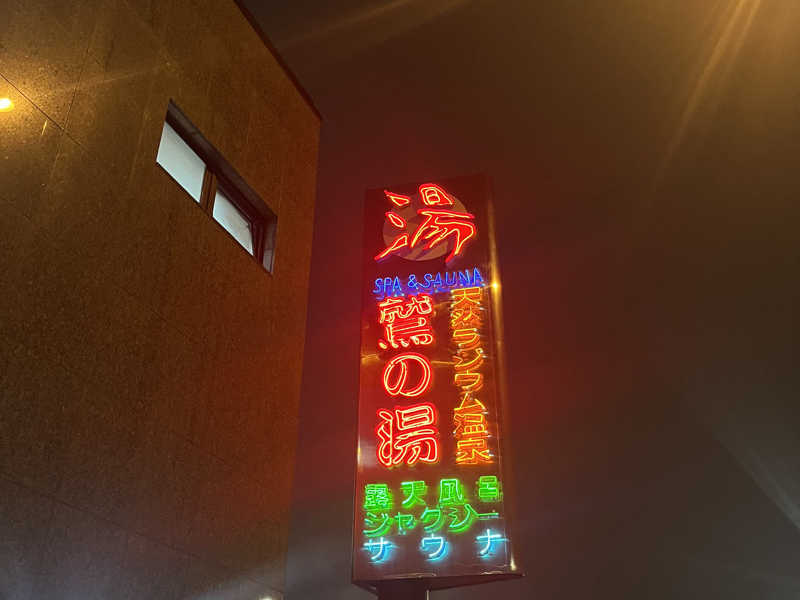 湯
SPA & SAUNA
天然ラジウム温泉
鷲の湯
露天風呂
ジャグジー
サウナ